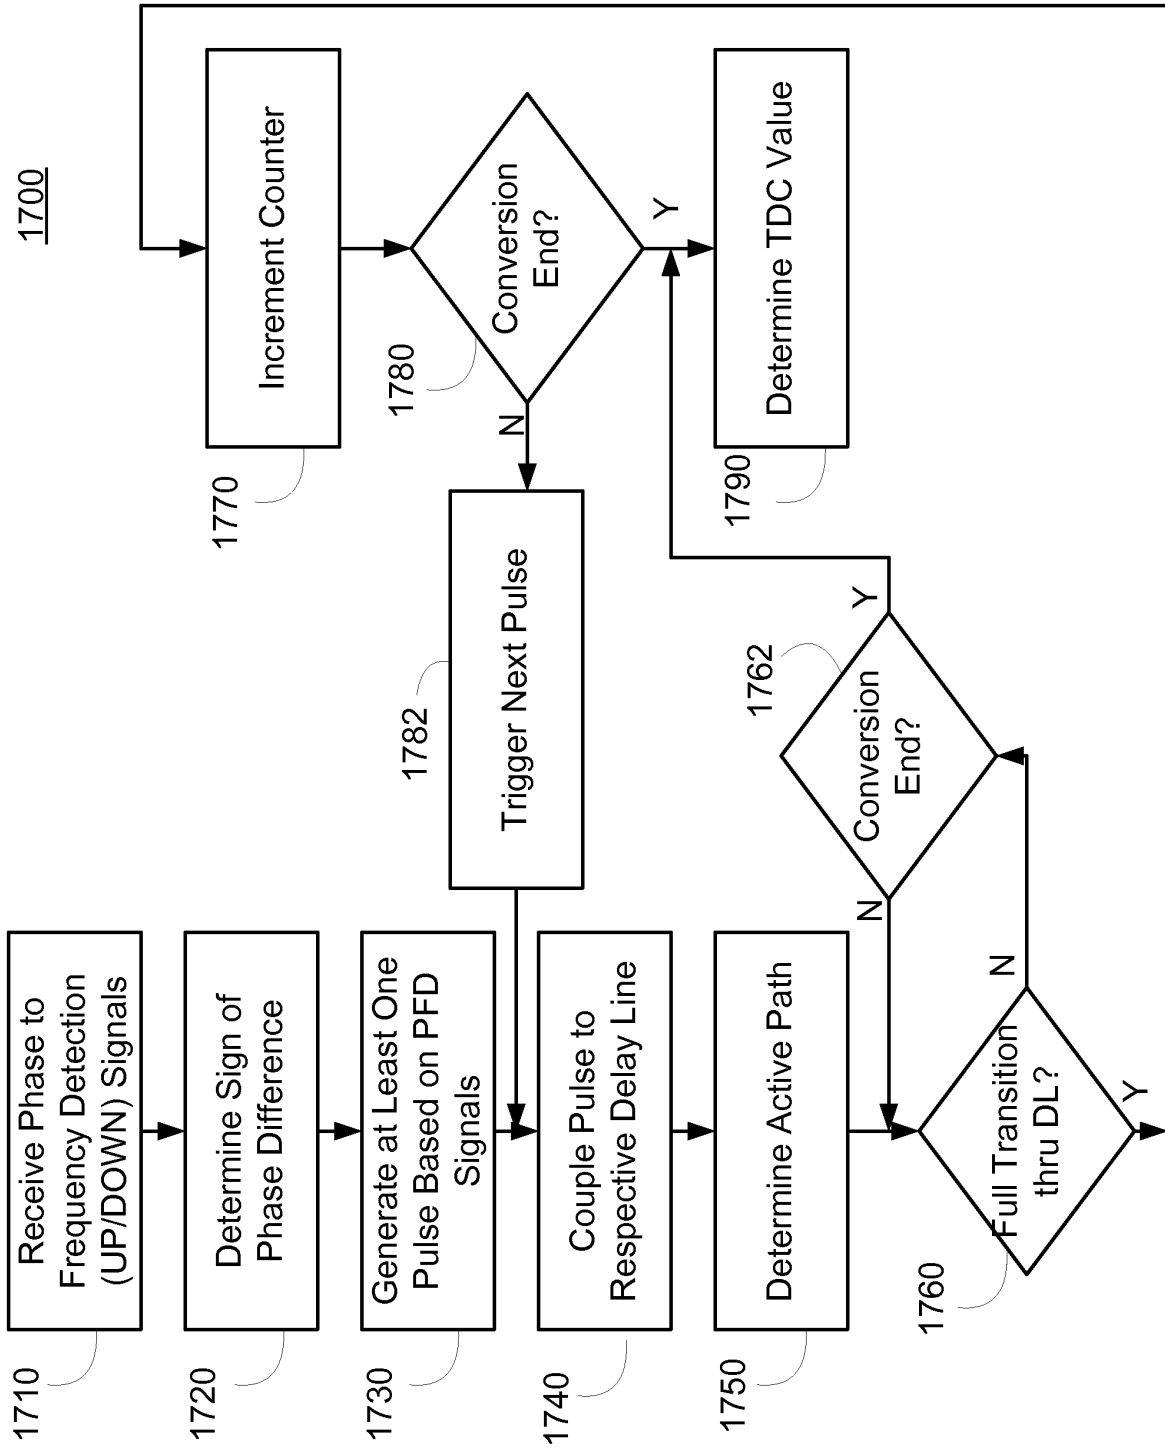 1700
1710
Receive Phase to
Frequency Detection
(UP/DOWN) Signals
1720
Determine Sign of
Phase Difference
1730
Generate at Least One
Pulse Based on PFD
Signals
1740
Couple Pulse to
Respective Delay Line
1750
Determine Active Path
1760
Full Transition
thru DL?
N
Y
1762
Conversion
End?
N
Y
1770
Increment Counter
1780
Conversion
End?
N
Y
1782
Trigger Next Pulse
1790
Determine TDC Value